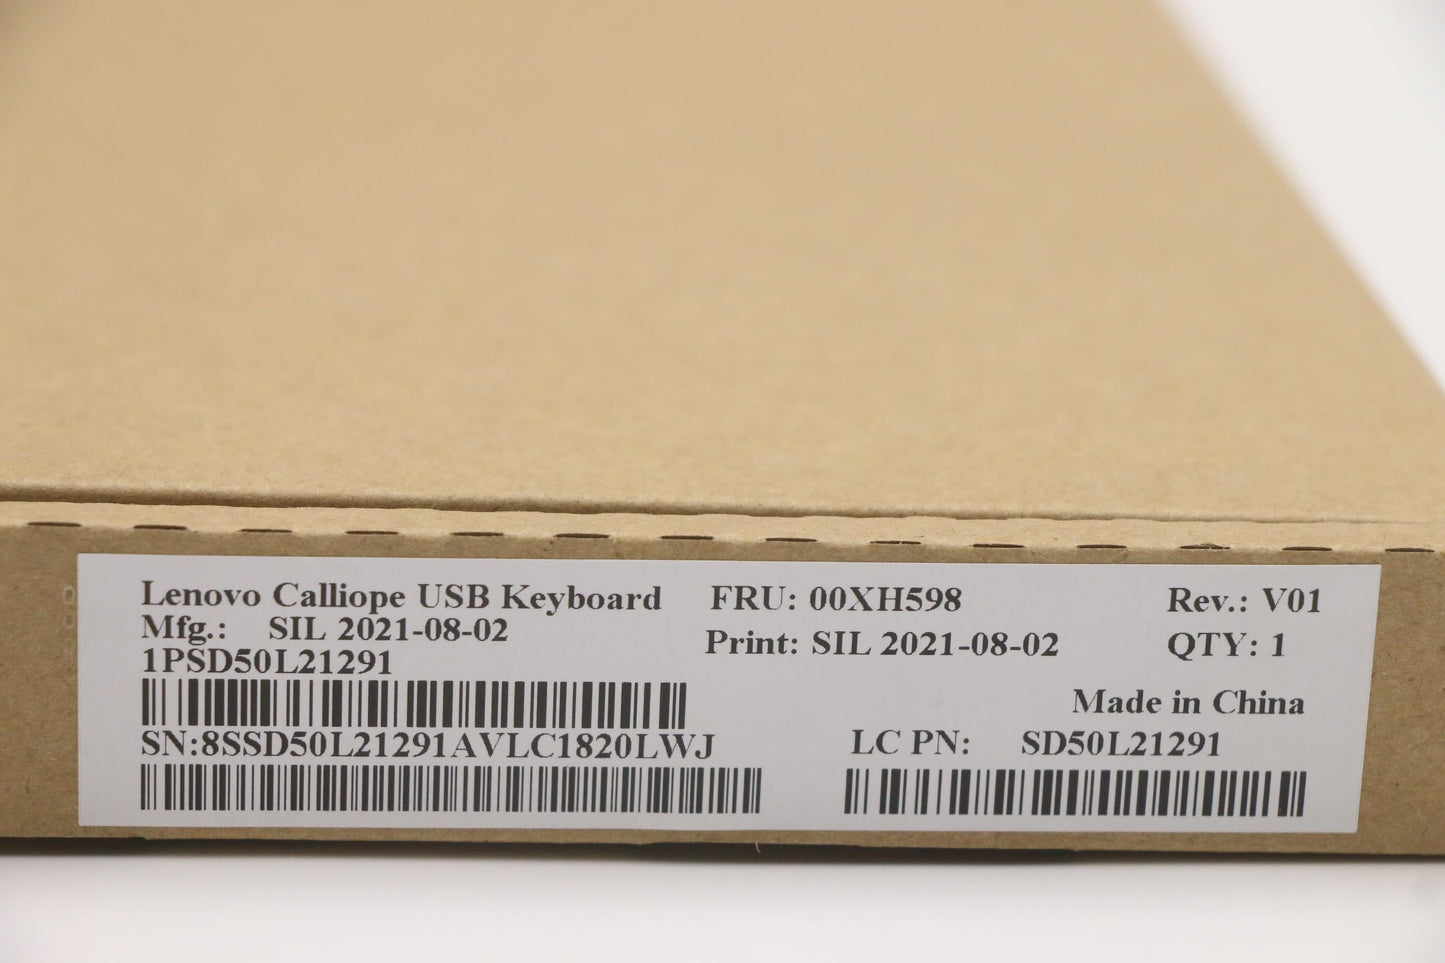 Lenovo Calliope USB Keyboard FRU: 00XH598 Rev.: V01
Mfg.: SIL 2021-08-02 Print: SIL 2021-08-02 QTY: 1
1PSD50L21291
Made in China
SN:8SSD50L21291AVLC1820LWJ LC PN: SD50L21291